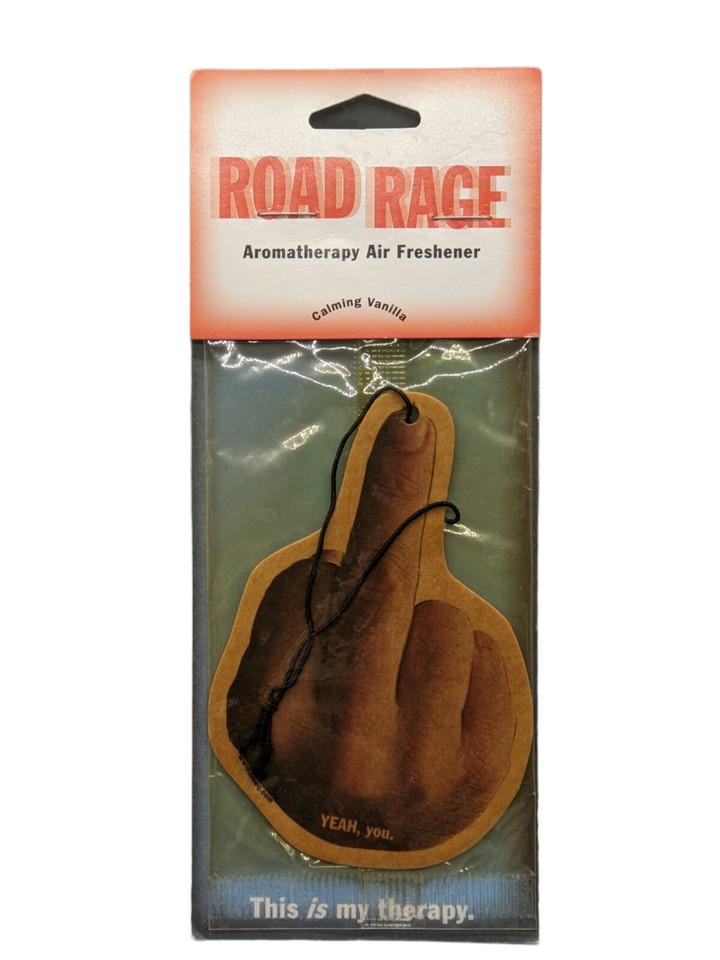 ROAD RAGE
Aromatherapy Air Freshener
Calming Vanilla
YEAH, you.
This is my therapy.